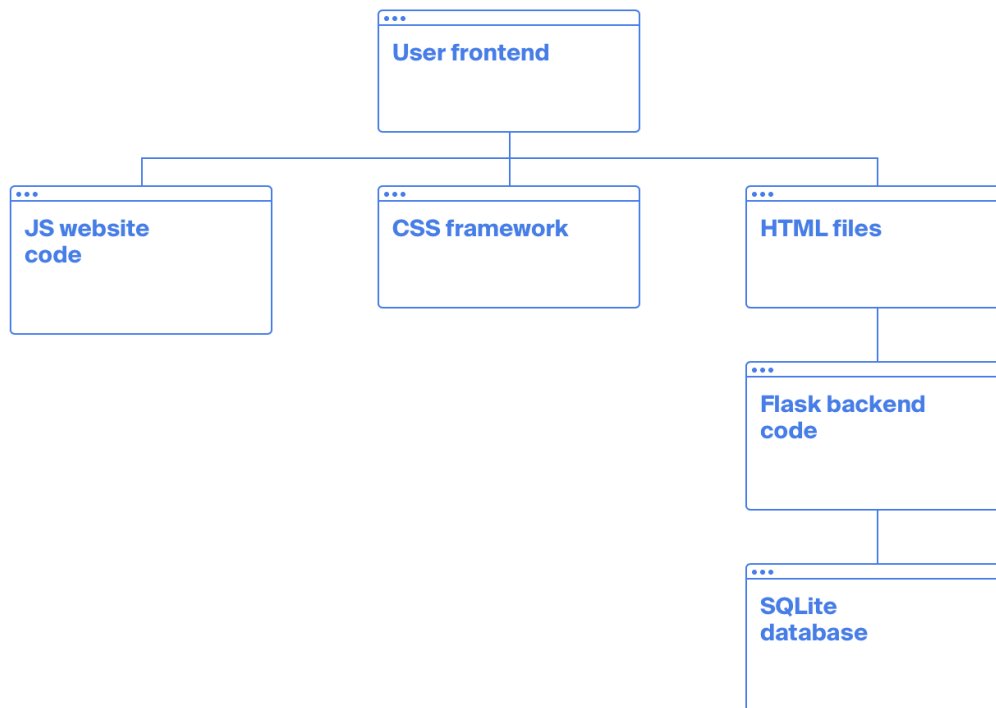 User frontend
JS website
code
CSS framework
HTML files
Flask backend
code
SQLite
database